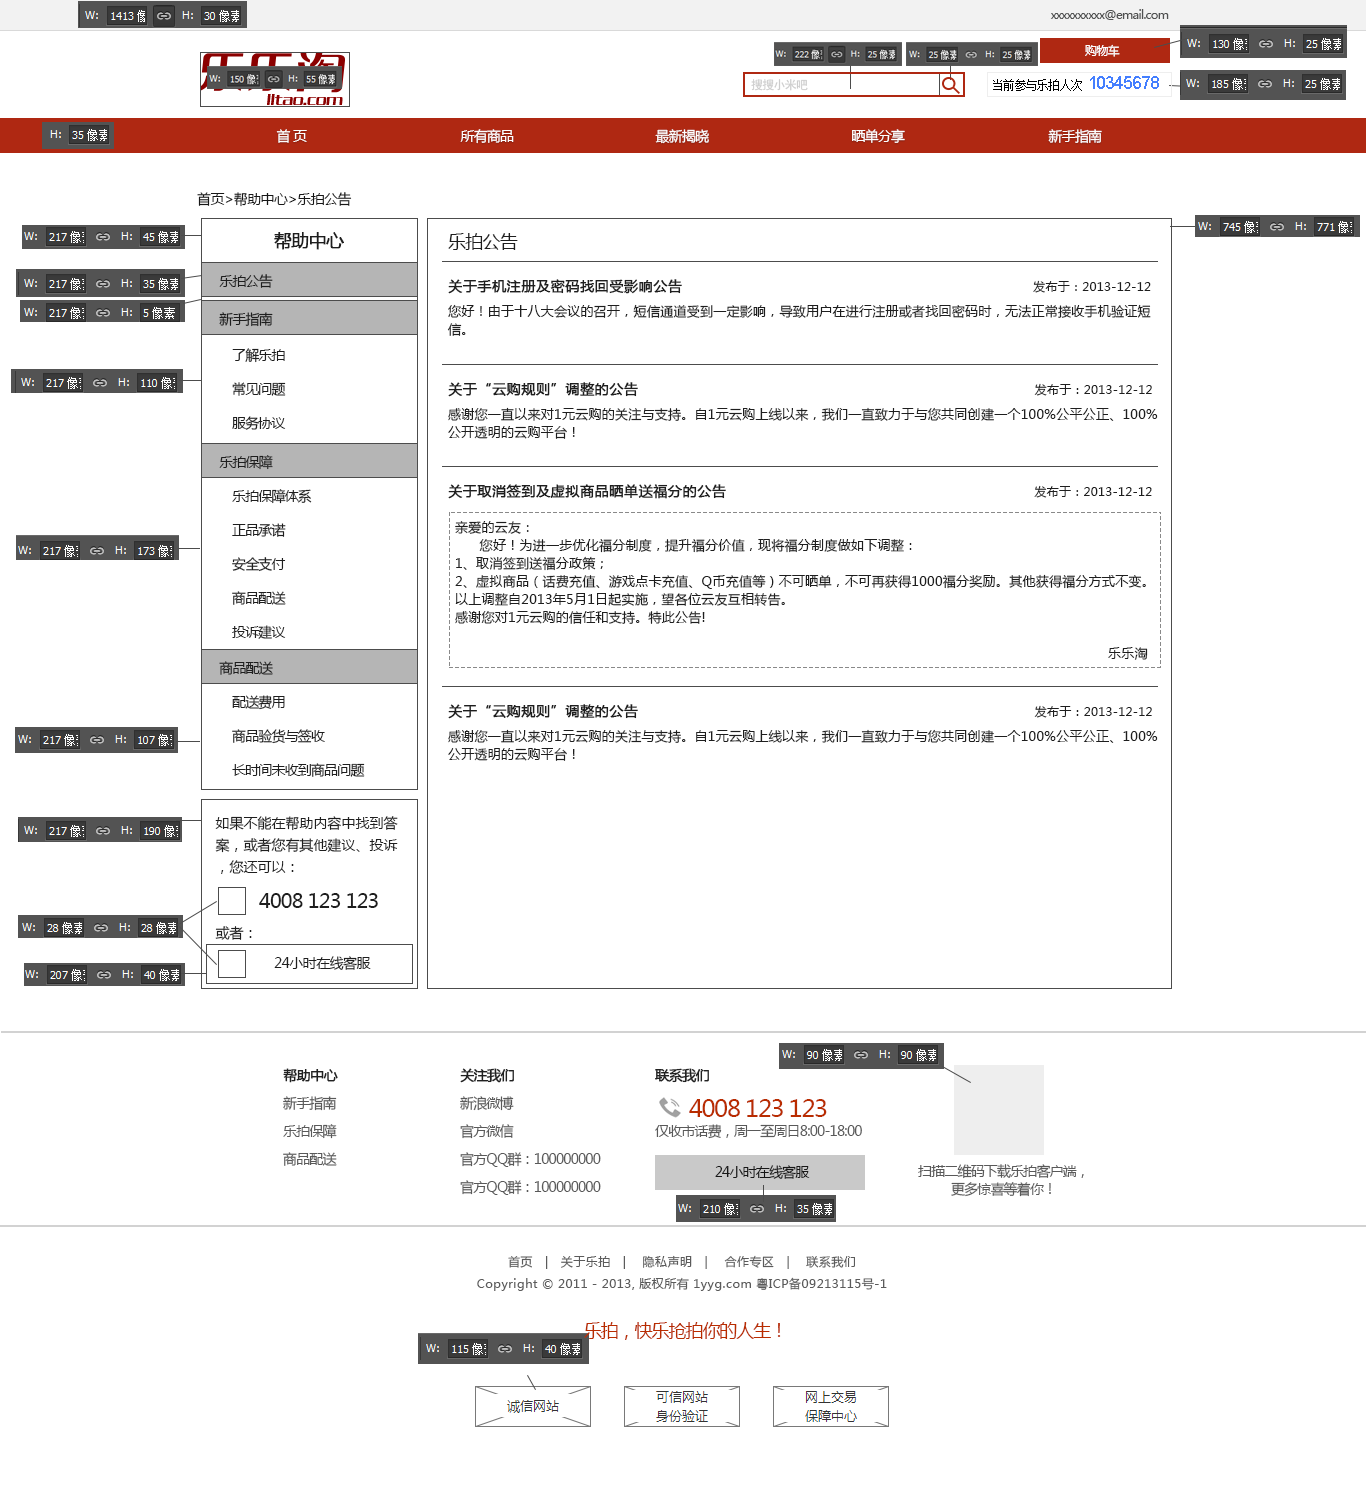 W: 1413 像 H: 30 像素
xxxxxxxxxx@email.com
乐乐淘
lltao.com
W: 150 像 H: 55 像素
W: 222 像 H: 25 像素
W: 25 像素 H: 25 像素
购物车
W: 130 像 H: 25 像素
搜搜小米吧
当前参与乐拍人次 10345678
W: 185 像 H: 25 像素
H: 35 像素
首 页
所有商品
最新揭晓
晒单分享
新手指南
首页>帮助中心>乐拍公告
W: 217 像 H: 45 像素
帮助中心
W: 217 像 H: 35 像素
乐拍公告
W: 217 像 H: 5 像素
新手指南
了解乐拍
W: 217 像 H: 110 像
常见问题
服务协议
乐拍保障
乐拍保障体系
正品承诺
W: 217 像 H: 173 像
安全支付
商品配送
投诉建议
商品配送
配送费用
W: 217 像 H: 107 像
商品验货与签收
长时间未收到商品问题
W: 217 像 H: 190 像
如果不能在帮助内容中找到答
案，或者您有其他建议、投诉
，您还可以：
4008 123 123
W: 28 像素 H: 28 像素
或者：
24小时在线客服
W: 207 像 H: 40 像素
W: 745 像 H: 771 像
乐拍公告
关于手机注册及密码找回受影响公告 发布于：2013-12-12
您好！由于十八大会议的召开，短信通道受到一定影响，导致用户在进行注册或者找回密码时，无法正常接收手机验证短
信。
关于“云购规则”调整的公告 发布于：2013-12-12
感谢您一直以来对1元云购的关注与支持。自1元云购上线以来，我们一直致力于与您共同创建一个100%公平公正、100%
公开透明的云购平台！
关于取消签到及虚拟商品晒单送福分的公告 发布于：2013-12-12
亲爱的云友：
您好！为进一步优化福分制度，提升福分价值，现将福分制度做如下调整：
1、取消签到送福分政策；
2、虚拟商品（话费充值、游戏点卡充值、Q币充值等）不可晒单，不可再获得1000福分奖励。其他获得福分方式不变。
以上调整自2013年5月1日起实施，望各位云友互相转告。
感谢您对1元云购的信任和支持。特此公告!
乐乐淘
关于“云购规则”调整的公告 发布于：2013-12-12
感谢您一直以来对1元云购的关注与支持。自1元云购上线以来，我们一直致力于与您共同创建一个100%公平公正、100%
公开透明的云购平台！
帮助中心
新手指南
乐拍保障
商品配送
关注我们
新浪微博
官方微信
官方QQ群：100000000
官方QQ群：100000000
联系我们
4008 123 123
仅收市话费，周一至周日8:00-18:00
24小时在线客服
W: 210 像 H: 35 像素
W: 90 像素 H: 90 像素
扫描二维码下载乐拍客户端，
更多惊喜等着你！
首页 | 关于乐拍 | 隐私声明 | 合作专区 | 联系我们
Copyright © 2011 - 2013, 版权所有 1yyg.com 粤ICP备09213115号-1
乐拍，快乐抢拍你的人生！
W: 115 像 H: 40 像素
诚信网站
可信网站
身份验证
网上交易
保障中心